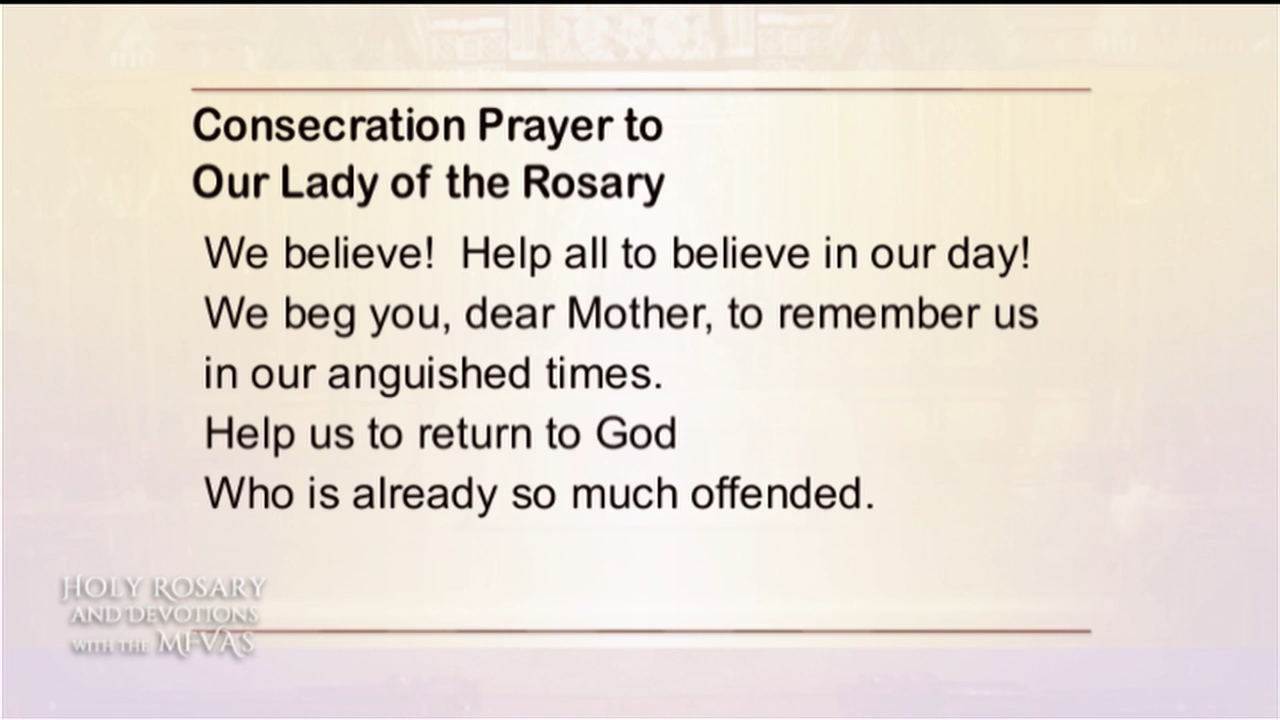 Consecration Prayer to
Our Lady of the Rosary
We believe!  Help all to believe in our day!
We beg you, dear Mother, to remember us
in our anguished times.
Help us to return to God
Who is already so much offended.
HOLY ROSARY
AND DEVOTIONS
WITH THE MFVAS